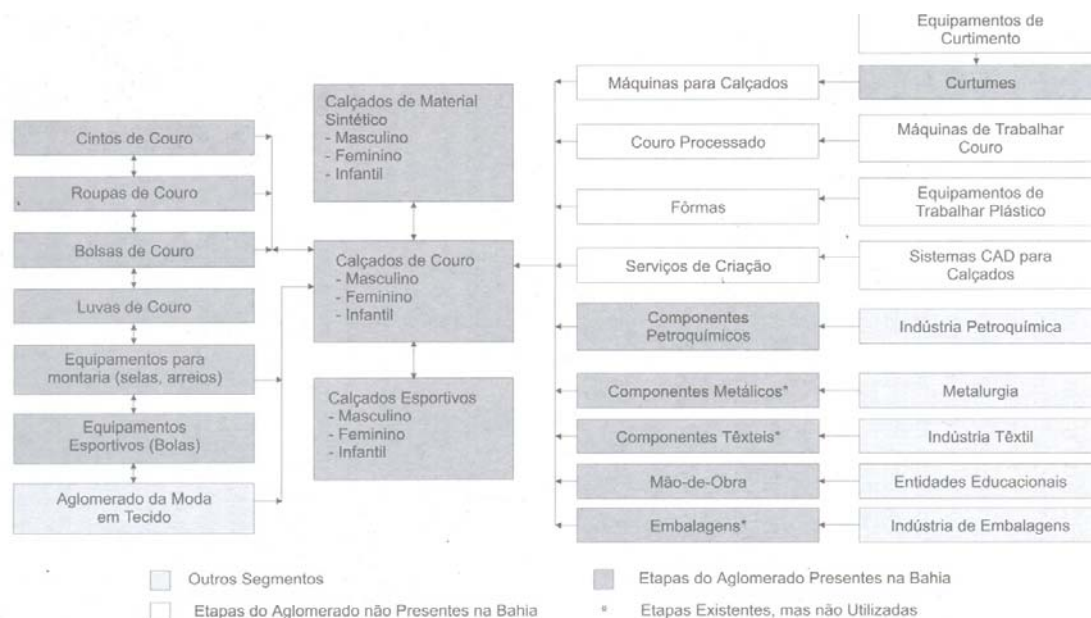 Equipamentos de
Curtimento
Máquinas para Calçados
Curtumes
Calçados de Material
Sintético
- Masculino
- Feminino
- Infantil
Cintos de Couro
Couro Processado
Máquinas de Trabalhar
Couro
Roupas de Couro
Fôrmas
Equipamentos de
Trabalhar Plástico
Bolsas de Couro
Calçados de Couro
- Masculino
- Feminino
- Infantil
Serviços de Criação
Sistemas CAD para
Calçados
Luvas de Couro
Componentes
Petroquímicos
Indústria Petroquímica
Equipamentos para
montaria (selas, arreios)
Calçados Esportivos
- Masculino
- Feminino
- Infantil
Componentes Metálicos*
Metalurgia
Equipamentos
Esportivos (Bolas)
Componentes Têxteis*
Indústria Têxtil
Aglomerado da Moda
em Tecido
Mão-de-Obra
Entidades Educacionais
Embalagens*
Indústria de Embalagens
Outros Segmentos
Etapas do Aglomerado Presentes na Bahia
Etapas do Aglomerado não Presentes na Bahia
* Etapas Existentes, mas não Utilizadas